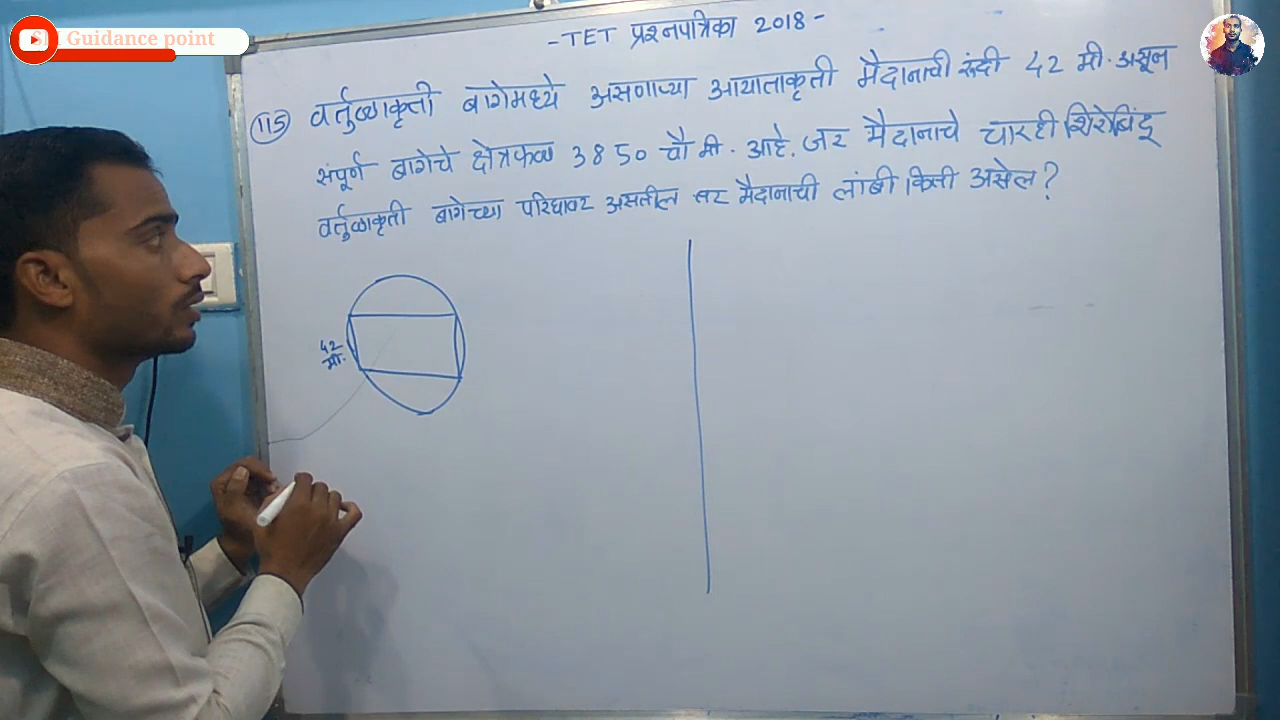 Guidance point
- TET प्रश्नपत्रिका 2018 -
(115) वर्तुळाकृती बागेमध्ये असणाऱ्या आयाताकृती मैदानाची रुंदी 42 मी. असून
संपूर्ण बागेचे क्षेत्रफळ 3850 चौ मी. आहे. जर मैदानाचे चारही शिरोबिंदू
वर्तुळाकृती बागेच्या परिघावर असतील तर मैदानाची लांबी किती असेल?
42
मी.